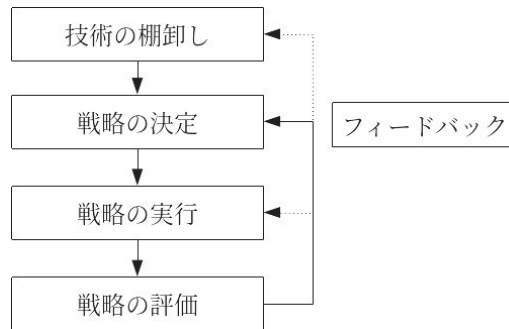 技術の棚卸し
戦略の決定
フィードバック
戦略の実行
戦略の評価